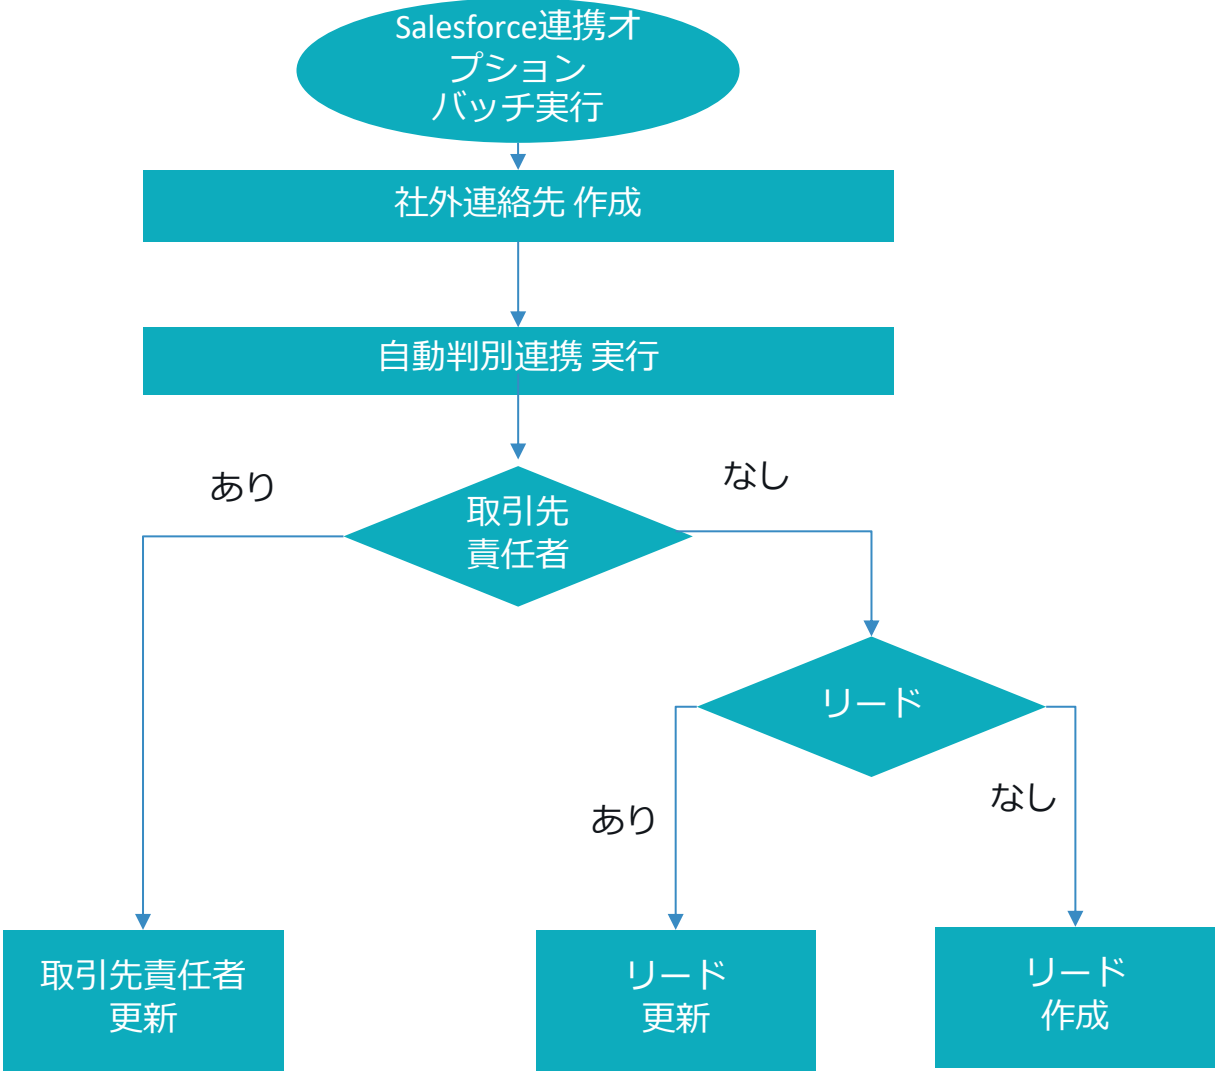 Salesforce連携オ
プション
バッチ実行
社外連絡先 作成
自動判別連携 実行
あり
なし
取引先
責任者
リード
あり
なし
取引先責任者
更新
リード
更新
リード
作成